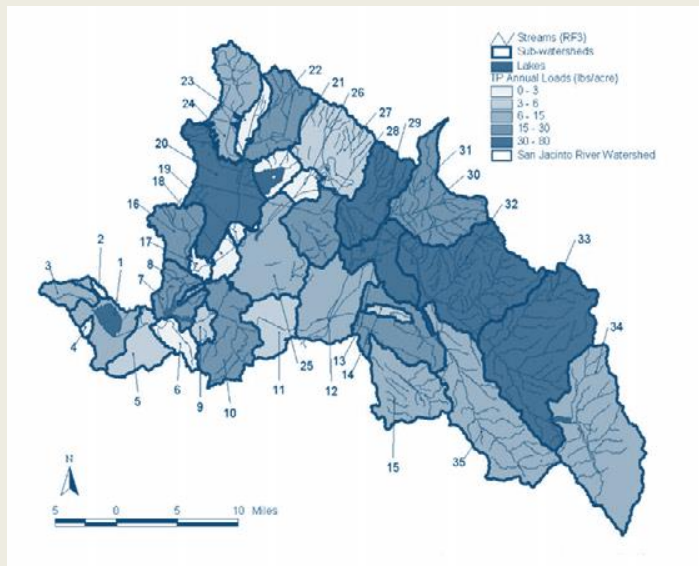 Streams (RF3)
Sub-watersheds
Lakes
TP Annual Loads (lbs/acre)
0 - 3
3 - 6
6 - 15
15 - 30
30 - 80
San Jacinto River Watershed
22
21
23
26
24
27
28
29
20
31
19
30
18
32
16
33
17
2
8
1
3
7
34
4
25
13
6
11
12
14
5
9
10
15
35
N
5 0 5 10 Miles